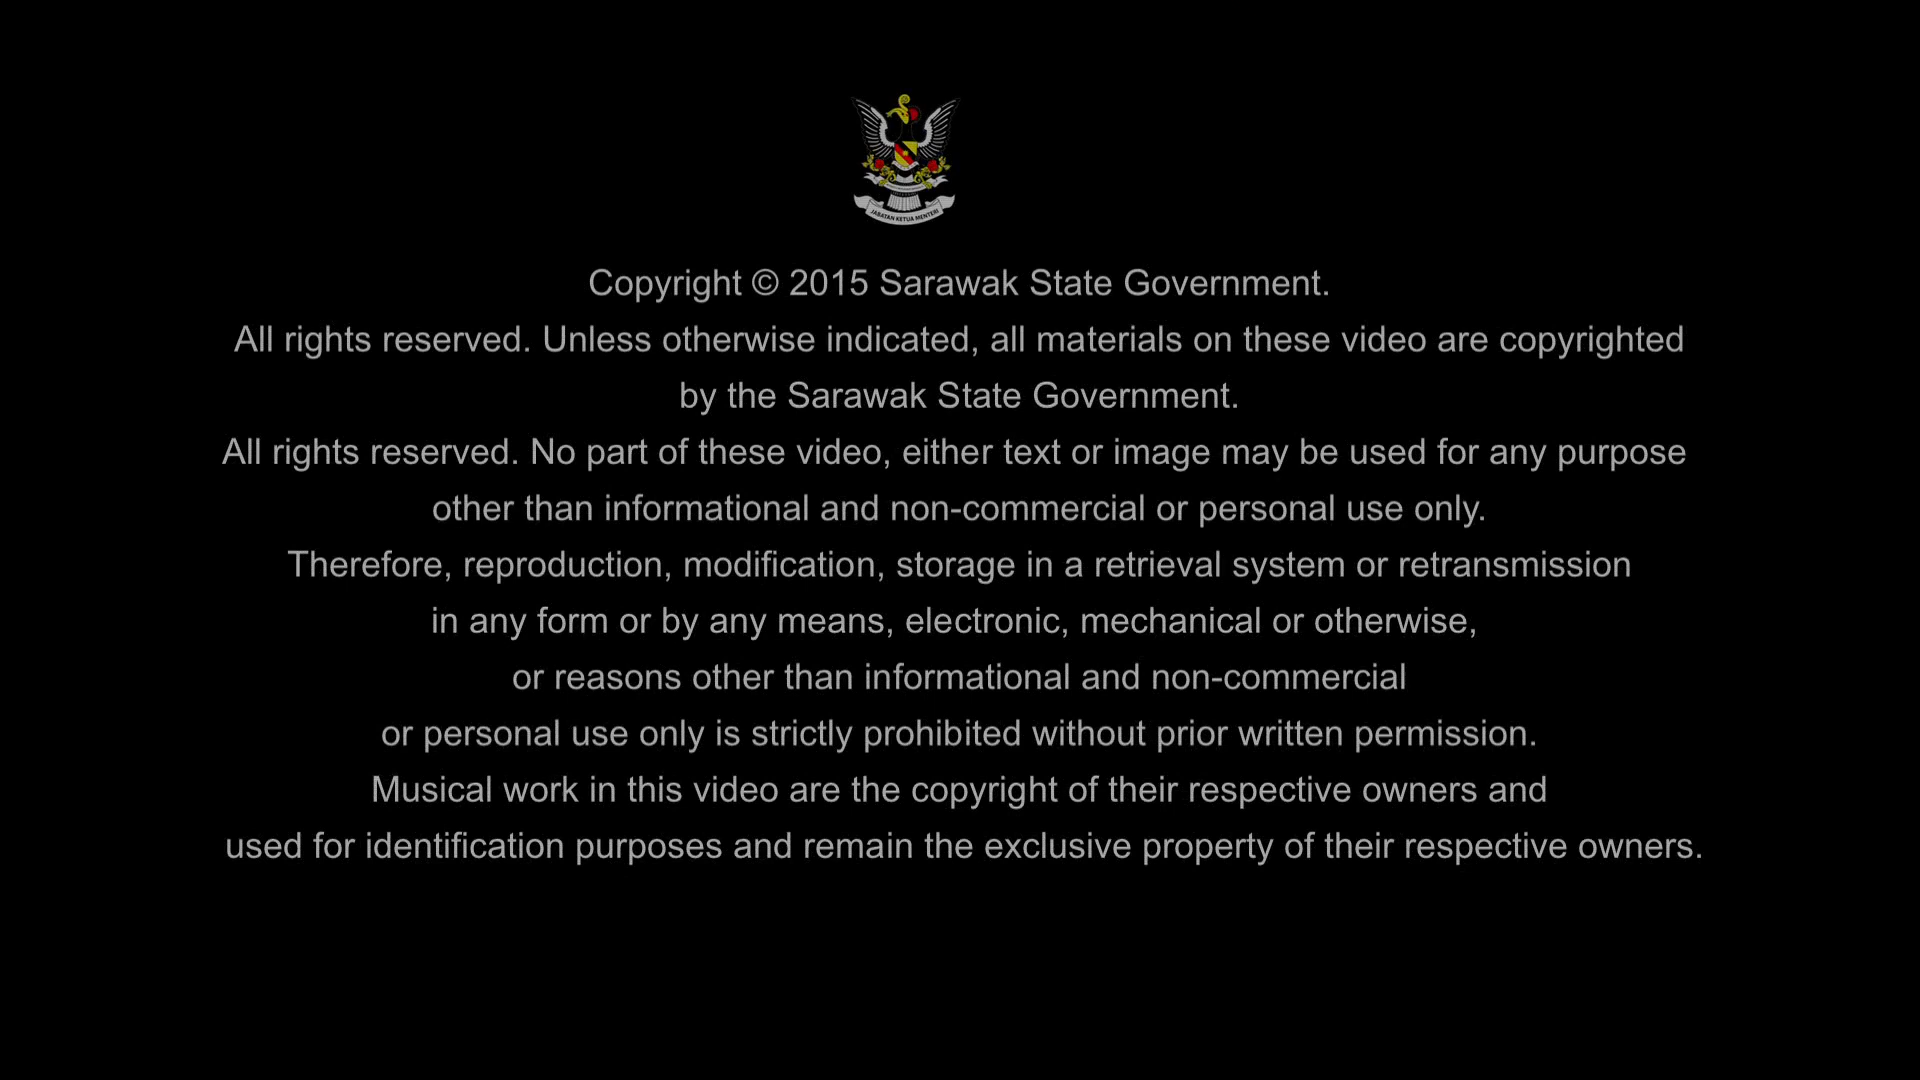 JABATAN KETUA MENTERI
Copyright © 2015 Sarawak State Government.
All rights reserved. Unless otherwise indicated, all materials on these video are copyrighted
by the Sarawak State Government.
All rights reserved. No part of these video, either text or image may be used for any purpose
other than informational and non-commercial or personal use only.
Therefore, reproduction, modification, storage in a retrieval system or retransmission
in any form or by any means, electronic, mechanical or otherwise,
or reasons other than informational and non-commercial
or personal use only is strictly prohibited without prior written permission.
Musical work in this video are the copyright of their respective owners and
used for identification purposes and remain the exclusive property of their respective owners.